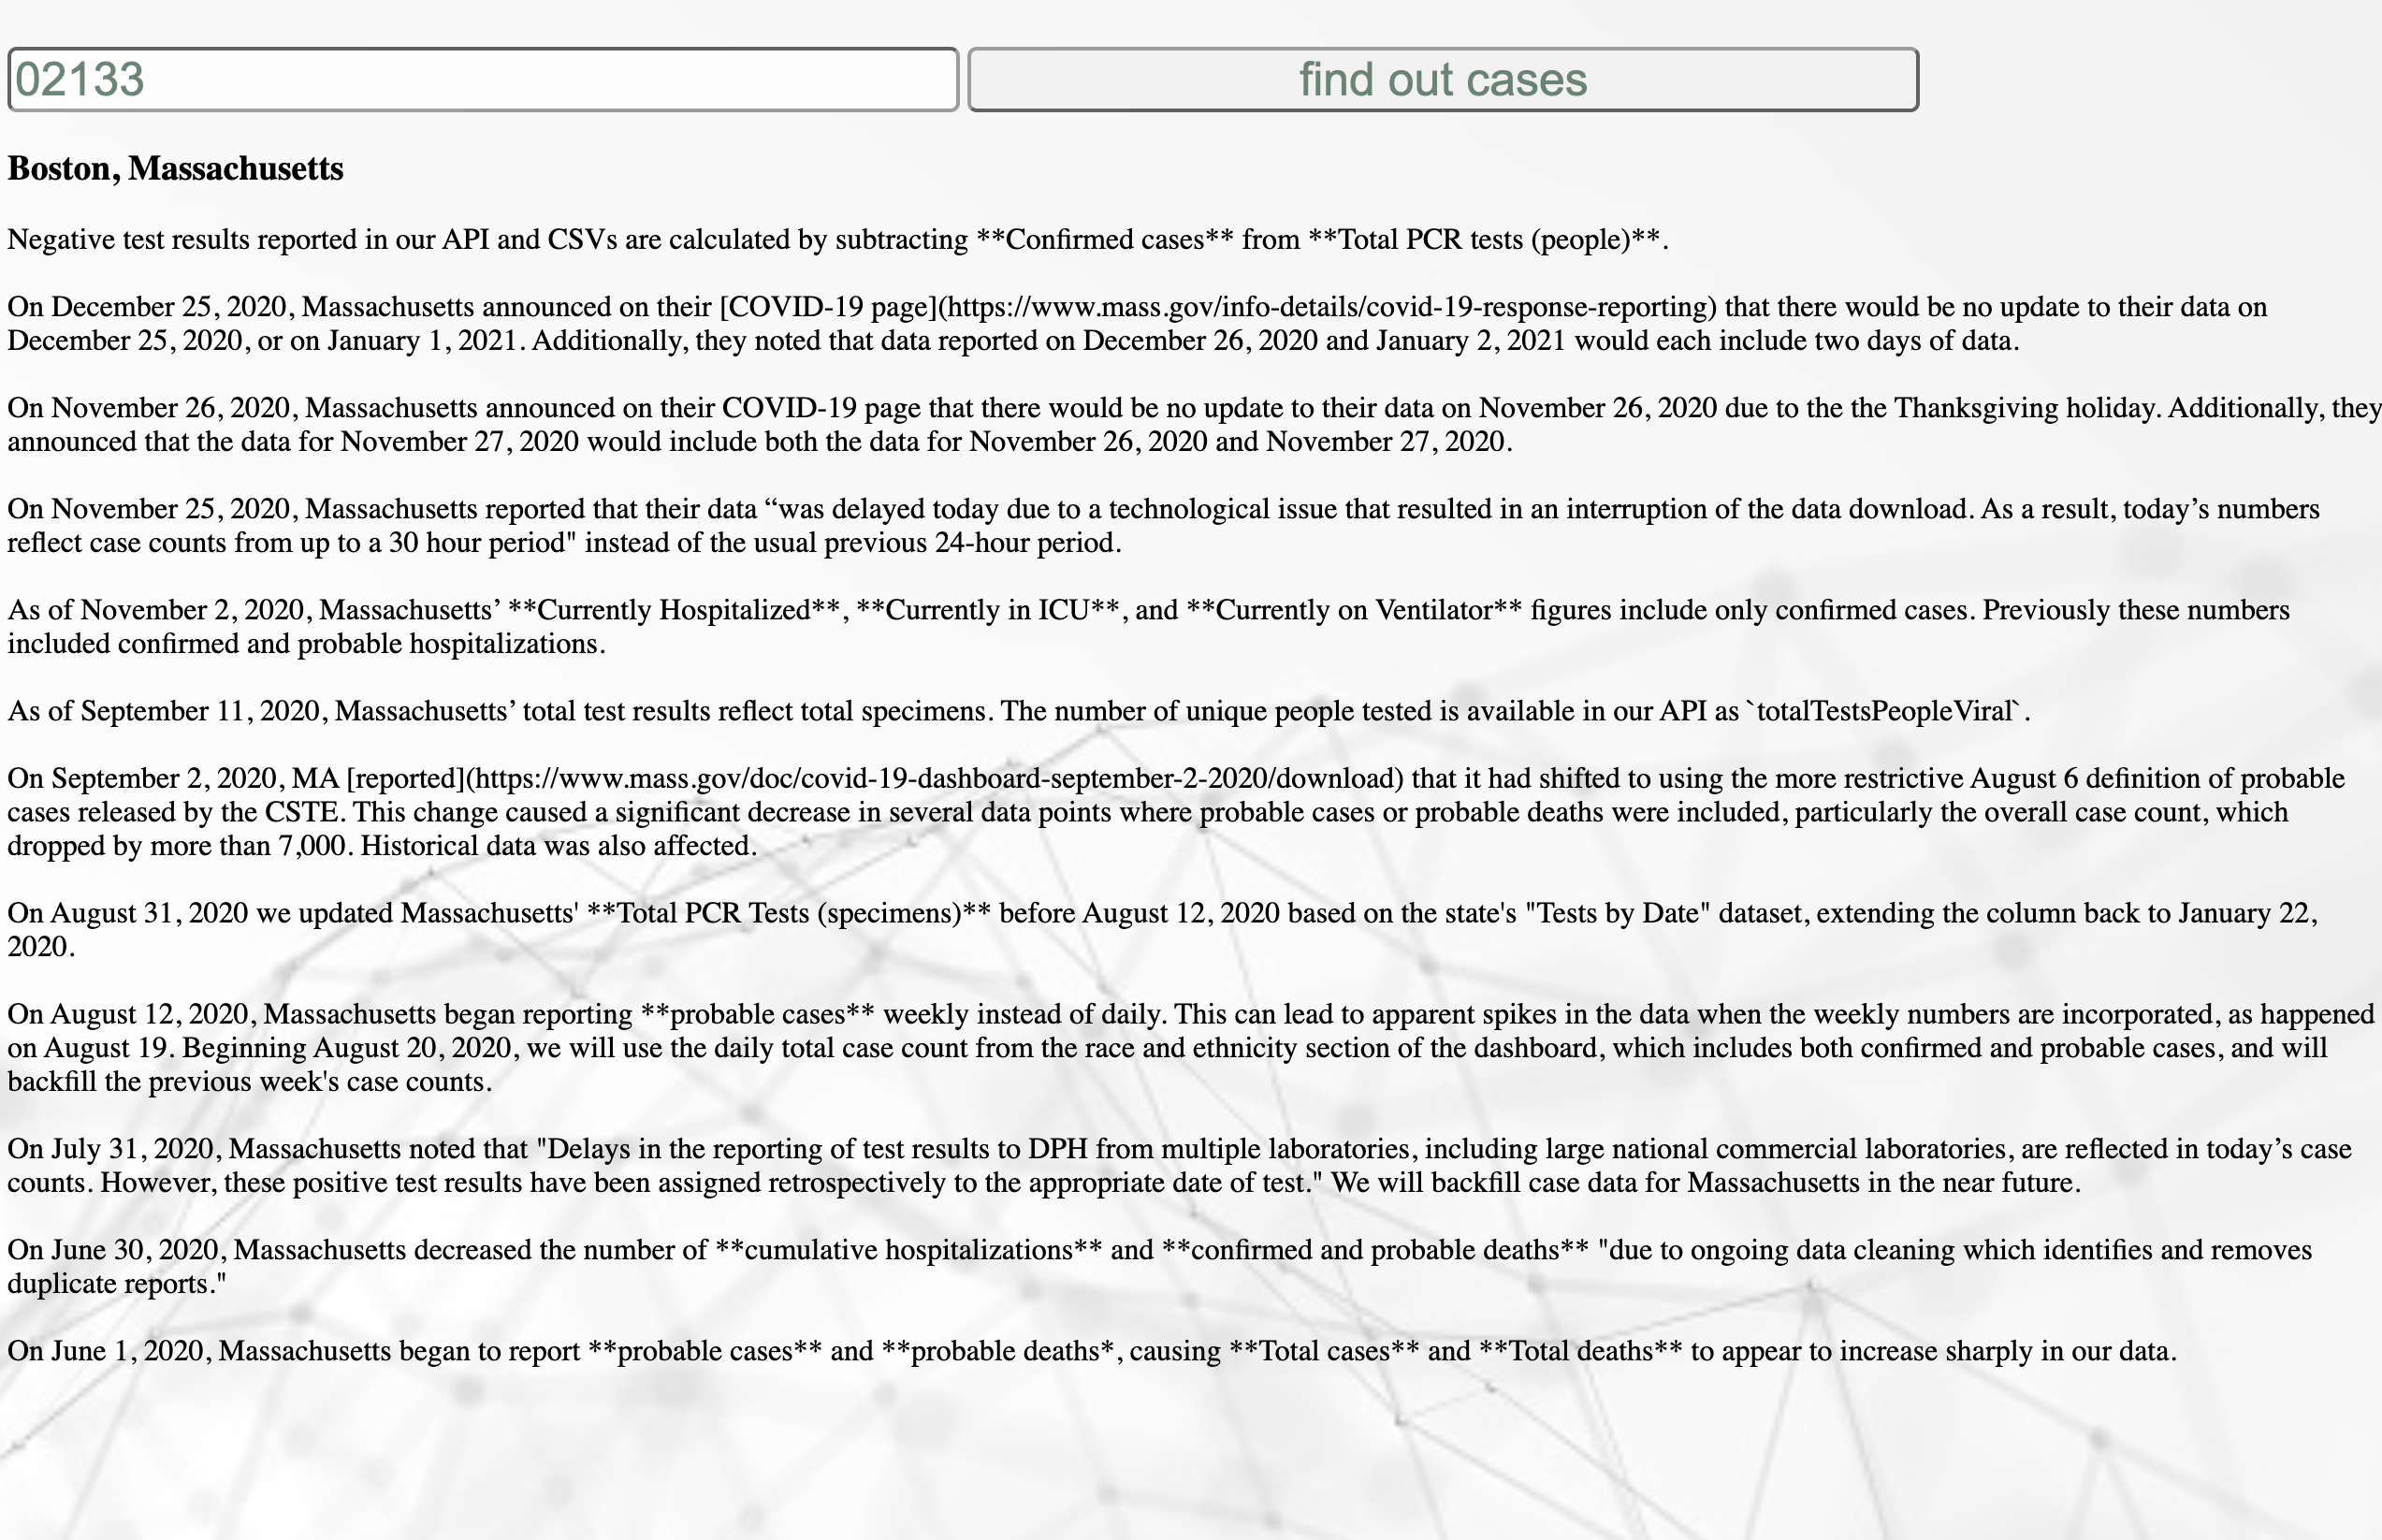 02133
find out cases
Boston, Massachusetts
Negative test results reported in our API and CSVs are calculated by subtracting **Confirmed cases** from **Total PCR tests (people)**.
On December 25, 2020, Massachusetts announced on their [COVID-19 page](https://www.mass.gov/info-details/covid-19-response-reporting) that there would be no update to their data on
December 25, 2020, or on January 1, 2021. Additionally, they noted that data reported on December 26, 2020 and January 2, 2021 would each include two days of data.
On November 26, 2020, Massachusetts announced on their COVID-19 page that there would be no update to their data on November 26, 2020 due to the the Thanksgiving holiday. Additionally, they
announced that the data for November 27, 2020 would include both the data for November 26, 2020 and November 27, 2020.
On November 25, 2020, Massachusetts reported that their data “was delayed today due to a technological issue that resulted in an interruption of the data download. As a result, today’s numbers
reflect case counts from up to a 30 hour period" instead of the usual previous 24-hour period.
As of November 2, 2020, Massachusetts’ **Currently Hospitalized**, **Currently in ICU**, and **Currently on Ventilator** figures include only confirmed cases. Previously these numbers
included confirmed and probable hospitalizations.
As of September 11, 2020, Massachusetts’ total test results reflect total specimens. The number of unique people tested is available in our API as `totalTestsPeopleViral`.
On September 2, 2020, MA [reported](https://www.mass.gov/doc/covid-19-dashboard-september-2-2020/download) that it had shifted to using the more restrictive August 6 definition of probable
cases released by the CSTE. This change caused a significant decrease in several data points where probable cases or probable deaths were included, particularly the overall case count, which
dropped by more than 7,000. Historical data was also affected.
On August 31, 2020 we updated Massachusetts' **Total PCR Tests (specimens)** before August 12, 2020 based on the state's "Tests by Date" dataset, extending the column back to January 22,
2020.
On August 12, 2020, Massachusetts began reporting **probable cases** weekly instead of daily. This can lead to apparent spikes in the data when the weekly numbers are incorporated, as happened
on August 19. Beginning August 20, 2020, we will use the daily total case count from the race and ethnicity section of the dashboard, which includes both confirmed and probable cases, and will
backfill the previous week's case counts.
On July 31, 2020, Massachusetts noted that "Delays in the reporting of test results to DPH from multiple laboratories, including large national commercial laboratories, are reflected in today’s case
counts. However, these positive test results have been assigned retrospectively to the appropriate date of test." We will backfill case data for Massachusetts in the near future.
On June 30, 2020, Massachusetts decreased the number of **cumulative hospitalizations** and **confirmed and probable deaths** "due to ongoing data cleaning which identifies and removes
duplicate reports."
On June 1, 2020, Massachusetts began to report **probable cases** and **probable deaths*, causing **Total cases** and **Total deaths** to appear to increase sharply in our data.